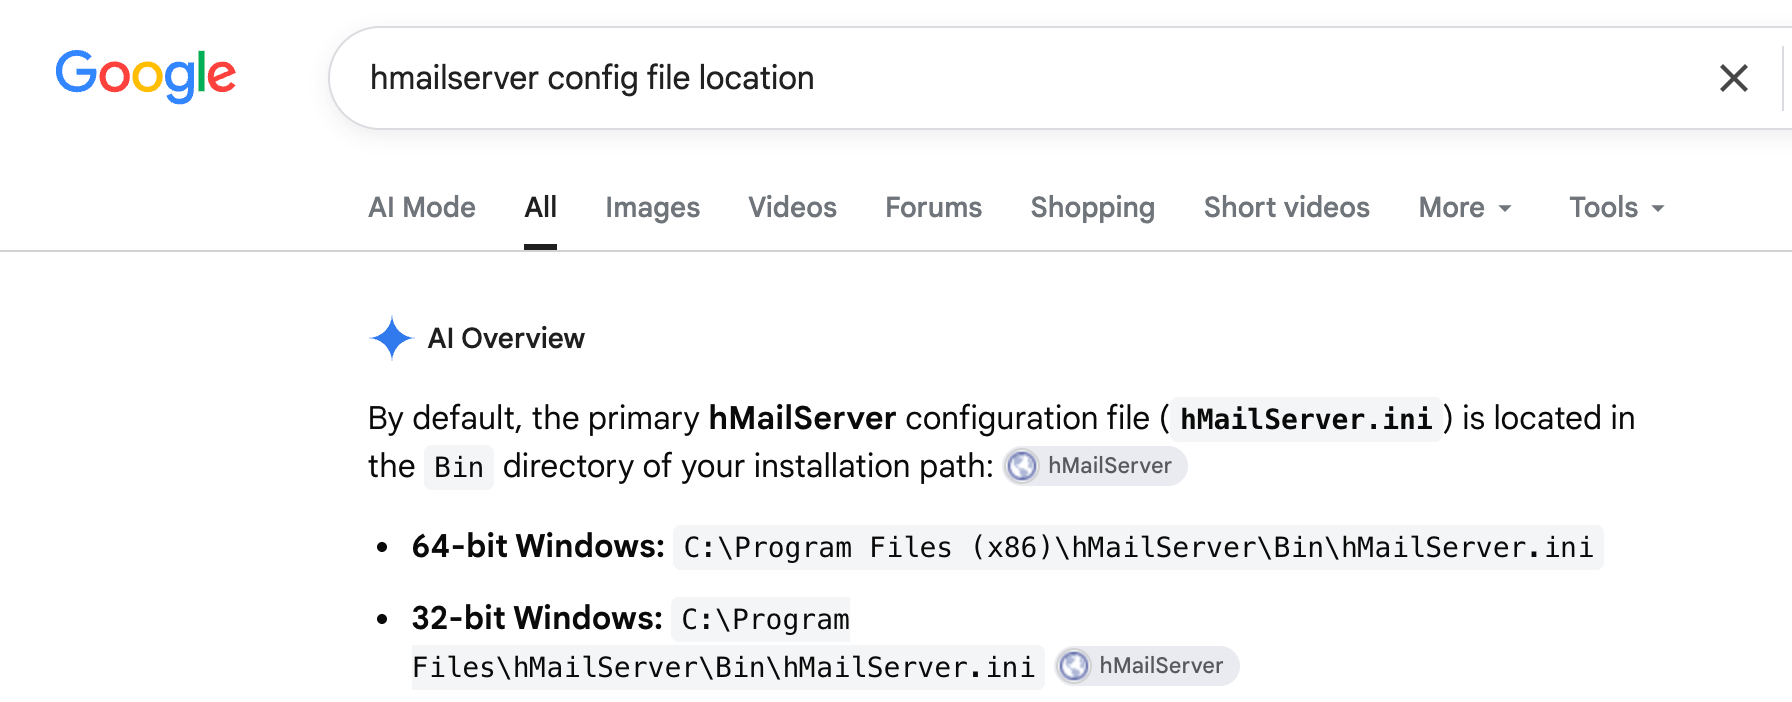 Google
hmailserver config file location
AI Mode All Images Videos Forums Shopping Short videos More Tools
AI Overview
By default, the primary hMailServer configuration file ( hMailServer.ini ) is located in
the Bin directory of your installation path: hMailServer
• 64-bit Windows: C:\Program Files (x86)\hMailServer\Bin\hMailServer.ini
• 32-bit Windows: C:\Program
Files\hMailServer\Bin\hMailServer.ini hMailServer